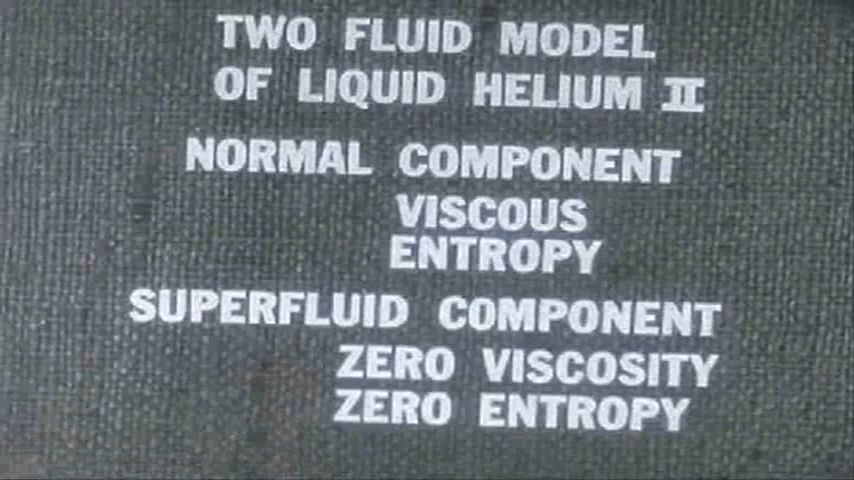 TWO FLUID MODEL
OF LIQUID HELIUM II
NORMAL COMPONENT
VISCOUS
ENTROPY
SUPERFLUID COMPONENT
ZERO VISCOSITY
ZERO ENTROPY